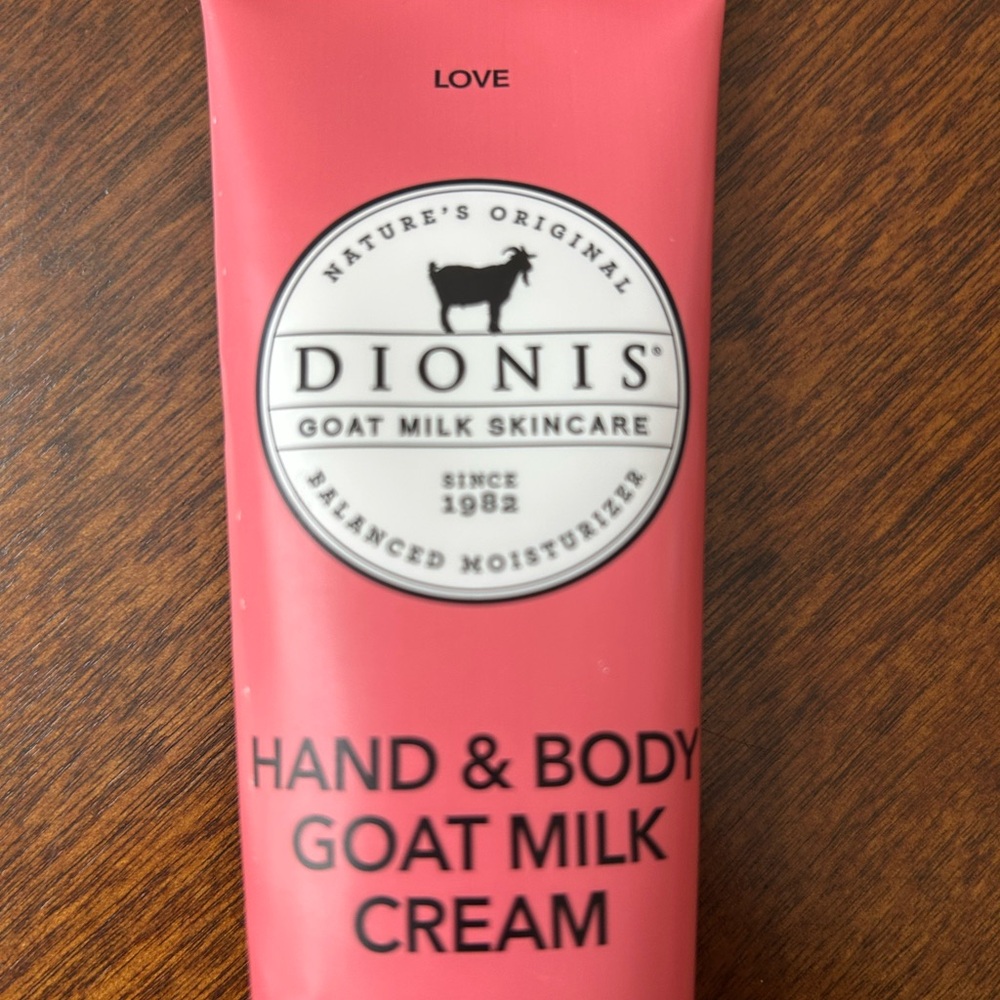 LOVE
NATURE'S ORIGINAL
DIONIS®
GOAT MILK SKINCARE
SINCE
1982
BALANCED MOISTURIZER
HAND & BODY
GOAT MILK
CREAM